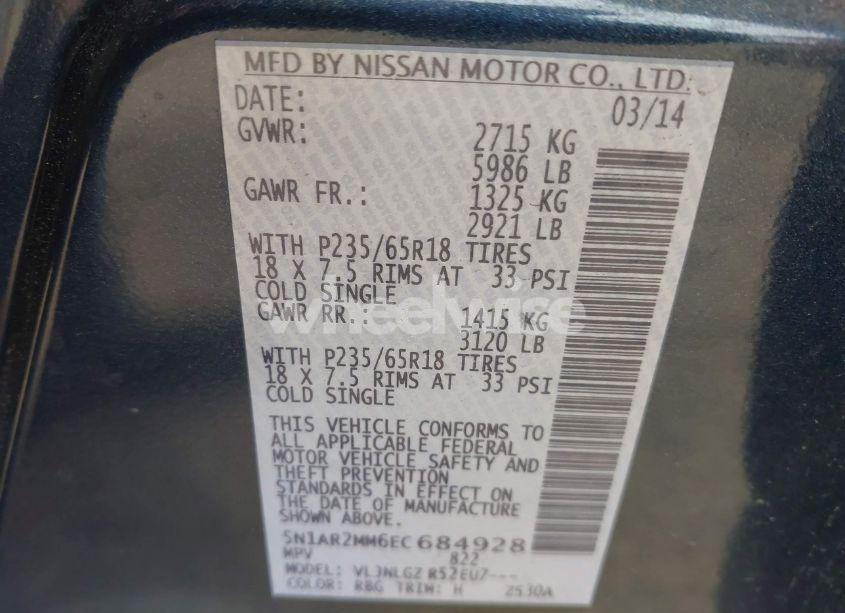 MFD BY NISSAN MOTOR CO., LTD.
DATE: 03/14
GVWR: 2715 KG
5986 LB
GAWR FR.: 1325 KG
2921 LB
WITH P235/65R18 TIRES
18 X 7.5 RIMS AT 33 PSI
COLD SINGLE
GAWR RR.: 1415 KG
3120 LB
WITH P235/65R18 TIRES
18 X 7.5 RIMS AT 33 PSI
COLD SINGLE
THIS VEHICLE CONFORMS TO
ALL APPLICABLE FEDERAL
MOTOR VEHICLE SAFETY AND
THEFT PREVENTION
STANDARDS IN EFFECT ON
THE DATE OF MANUFACTURE
SHOWN ABOVE.
5N1AR2MM6EC684928
MPV 822
MODEL: VLJNLGZ R52EU7---
COLOR: RBG TRIM: H 2530A
wheelwise